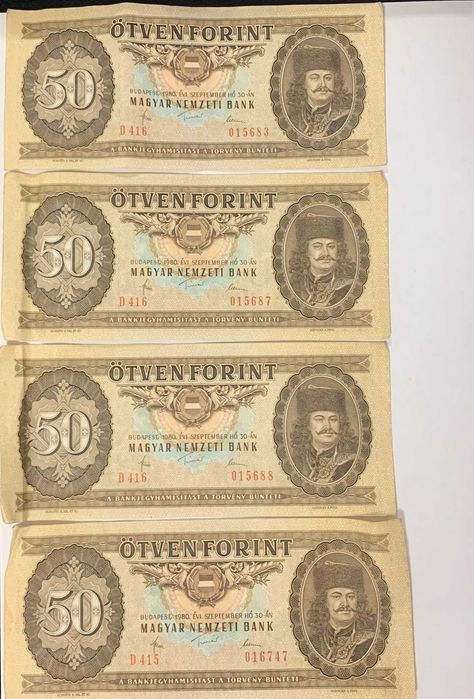 ÖTVEN FORINT
50
BUDAPEST, 1980. ÉVI SZEPTEMBER HÓ 30-ÁN
MAGYAR NEMZETI BANK
D 416 015683
A BANKJEGYHAMISÍTÁST A TÖRVÉNY BÜNTETI
ÖTVEN FORINT
50
BUDAPEST, 1980. ÉVI SZEPTEMBER HÓ 30-ÁN
MAGYAR NEMZETI BANK
D 416 015687
A BANKJEGYHAMISÍTÁST A TÖRVÉNY BÜNTETI
ÖTVEN FORINT
50
BUDAPEST, 1980. ÉVI SZEPTEMBER HÓ 30-ÁN
MAGYAR NEMZETI BANK
D 416 015688
A BANKJEGYHAMISÍTÁST A TÖRVÉNY BÜNTETI
ÖTVEN FORINT
50
BUDAPEST, 1980. ÉVI SZEPTEMBER HÓ 30-ÁN
MAGYAR NEMZETI BANK
D 415 016747
A BANKJEGYHAMISÍTÁST A TÖRVÉNY BÜNTETI